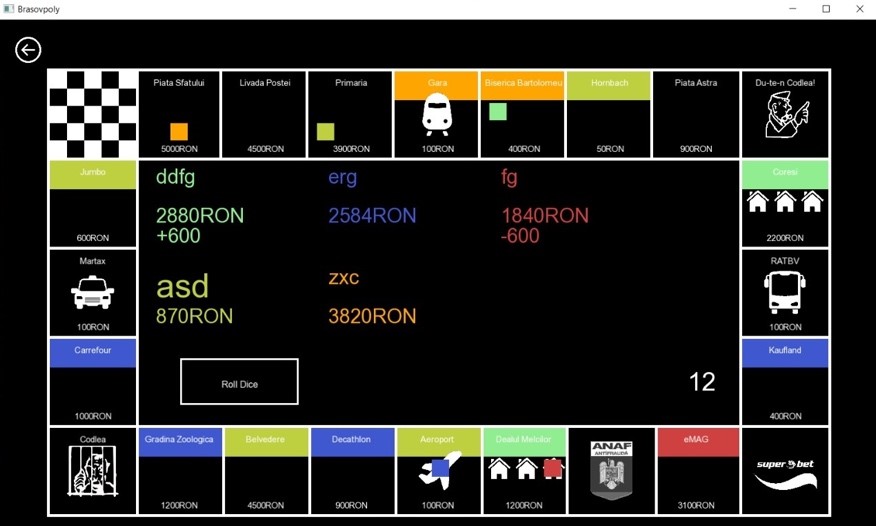 Brasovpoly
Piata Sfatului
5000RON
Livada Postei
4500RON
Primaria
3900RON
Gara
100RON
Biserica Bartolomeu
400RON
Hornbach
50RON
Piata Astra
900RON
Du-te-n Codlea!
Jumbo
600RON
Coresi
2200RON
Martax
100RON
RATBV
100RON
Carrefour
1000RON
Kaufland
400RON
ddfg
2880RON
+600
erg
2584RON
fg
1840RON
-600
asd
870RON
zxc
3820RON
Roll Dice
12
Codlea
Gradina Zoologica
1200RON
Belvedere
4500RON
Decathlon
900RON
Aeroport
100RON
Dealul Melcilor
1200RON
ANAF
ANTIFRAUDA
eMAG
3100RON
superbet